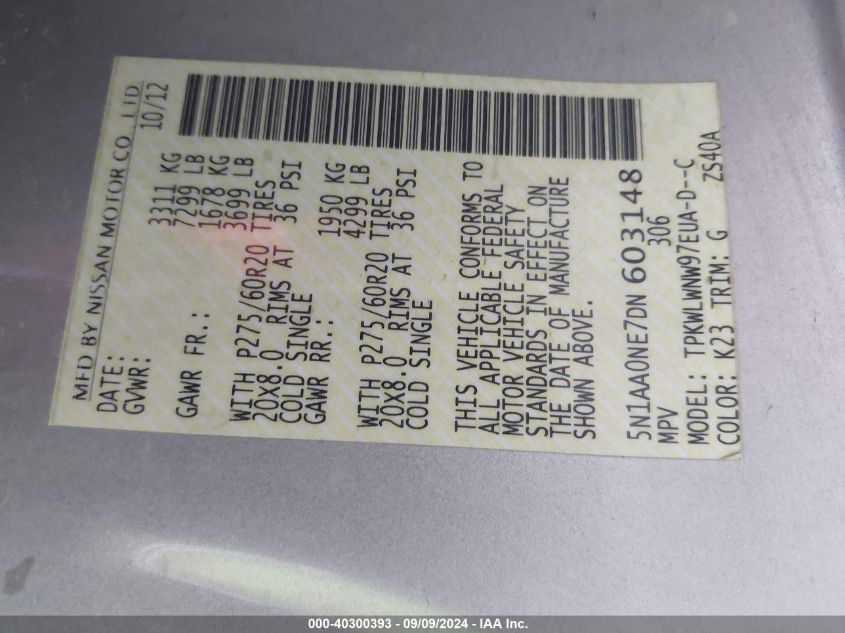 MFD BY NISSAN MOTOR CO., LTD
DATE: 10/12
GVWR: 3311 KG
7299 LB
GAWR FR.: 1678 KG
3699 LB
WITH P275/60R20 TIRES
20X8.0 RIMS AT 36 PSI
COLD SINGLE
GAWR RR.: 1950 KG
4299 LB
WITH P275/60R20 TIRES
20X8.0 RIMS AT 36 PSI
COLD SINGLE
THIS VEHICLE CONFORMS TO
ALL APPLICABLE FEDERAL
MOTOR VEHICLE SAFETY
STANDARDS IN EFFECT ON
THE DATE OF MANUFACTURE
SHOWN ABOVE.
5N1AA0NE7DN 603148
MPV 306
MODEL: TPKWLWNW97EUA-D--C
COLOR: K23 TRIM: G ZS40A
000-40300393 - 09/09/2024 - IAA Inc.